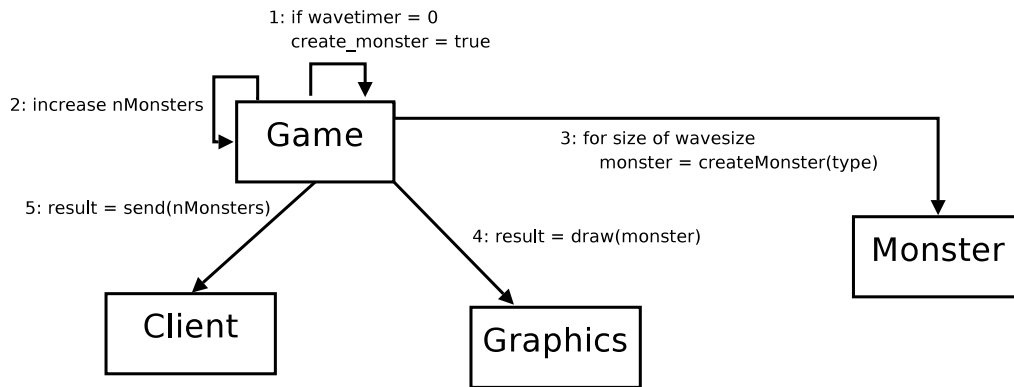 1: if wavetimer = 0
create_monster = true
2: increase nMonsters
Game
3: for size of wavesize
monster = createMonster(type)
5: result = send(nMonsters)
4: result = draw(monster)
Monster
Client
Graphics